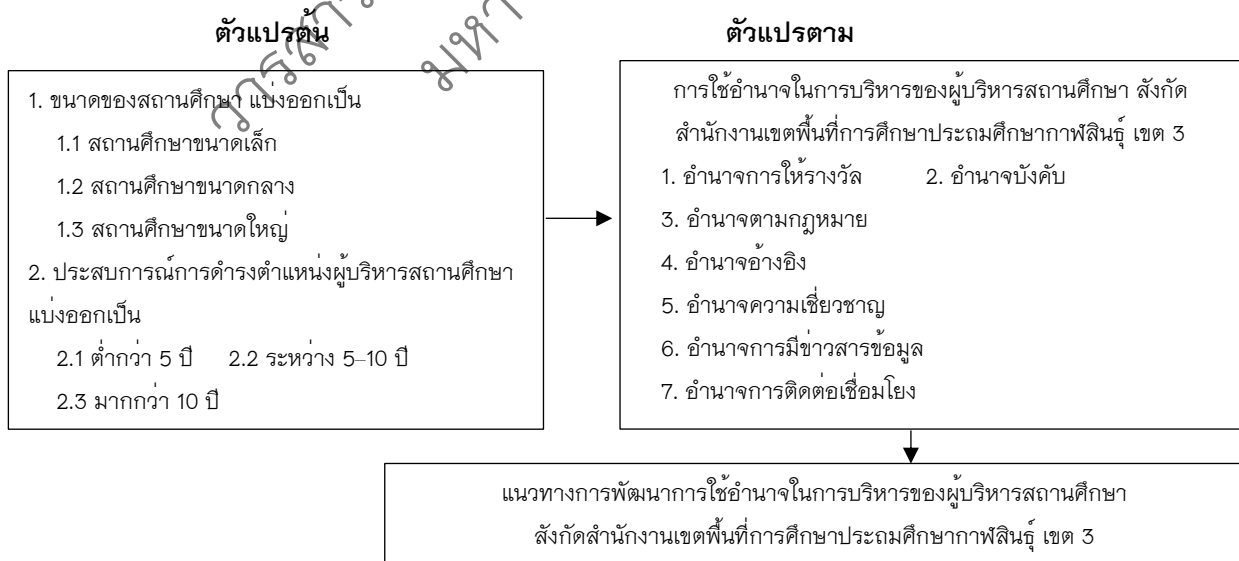 ตัวแปรต้น
1. ขนาดของสถานศึกษา แบ่งออกเป็น
1.1 สถานศึกษาขนาดเล็ก
1.2 สถานศึกษาขนาดกลาง
1.3 สถานศึกษาขนาดใหญ่
2. ประสบการณ์การดำรงตำแหน่งผู้บริหารสถานศึกษา
แบ่งออกเป็น
2.1 ต่ำกว่า 5 ปี 2.2 ระหว่าง 5–10 ปี
2.3 มากกว่า 10 ปี
ตัวแปรตาม
การใช้อำนาจในการบริหารของผู้บริหารสถานศึกษา สังกัด
สำนักงานเขตพื้นที่การศึกษาประถมศึกษากาฬสินธุ์ เขต 3
1. อำนาจการให้รางวัล 2. อำนาจบังคับ
3. อำนาจตามกฎหมาย
4. อำนาจอ้างอิง
5. อำนาจความเชี่ยวชาญ
6. อำนาจการมีข่าวสารข้อมูล
7. อำนาจการติดต่อเชื่อมโยง
แนวทางการพัฒนาการใช้อำนาจในการบริหารของผู้บริหารสถานศึกษา
สังกัดสำนักงานเขตพื้นที่การศึกษาประถมศึกษากาฬสินธุ์ เขต 3